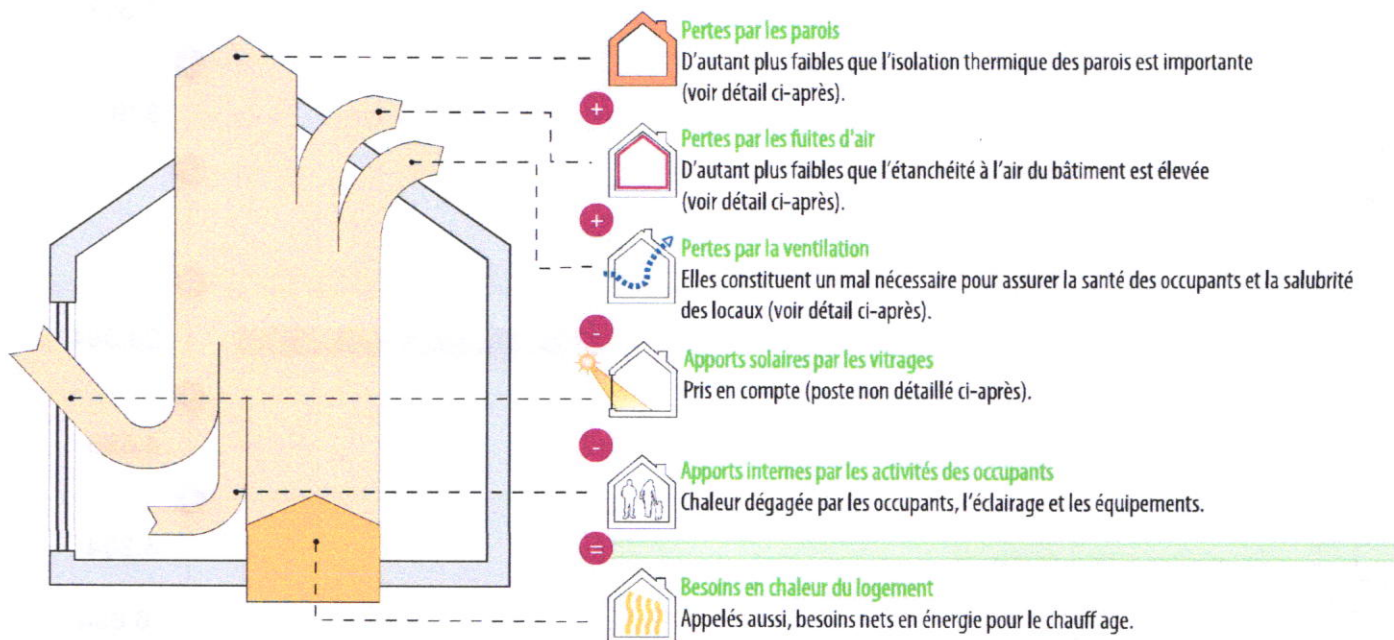 Pertes par les parois
D'autant plus faibles que l'isolation thermique des parois est importante
(voir détail ci-après).
+
Pertes par les fuites d'air
D'autant plus faibles que l'étanchéité à l'air du bâtiment est élevée
(voir détail ci-après).
+
Pertes par la ventilation
Elles constituent un mal nécessaire pour assurer la santé des occupants et la salubrité
des locaux (voir détail ci-après).
-
Apports solaires par les vitrages
Pris en compte (poste non détaillé ci-après).
-
Apports internes par les activités des occupants
Chaleur dégagée par les occupants, l'éclairage et les équipements.
=
Besoins en chaleur du logement
Appelés aussi, besoins nets en énergie pour le chauff age.